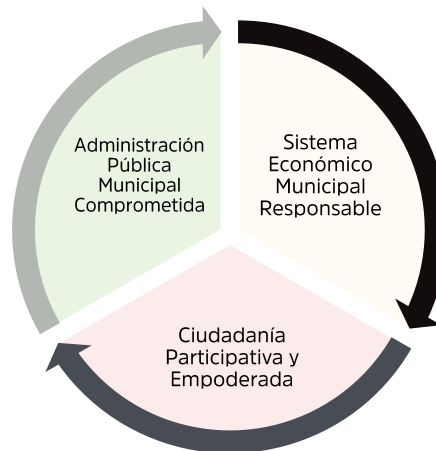 Administración
Pública
Municipal
Comprometida
Sistema
Económico
Municipal
Responsable
Ciudadanía
Participativa y
Empoderada